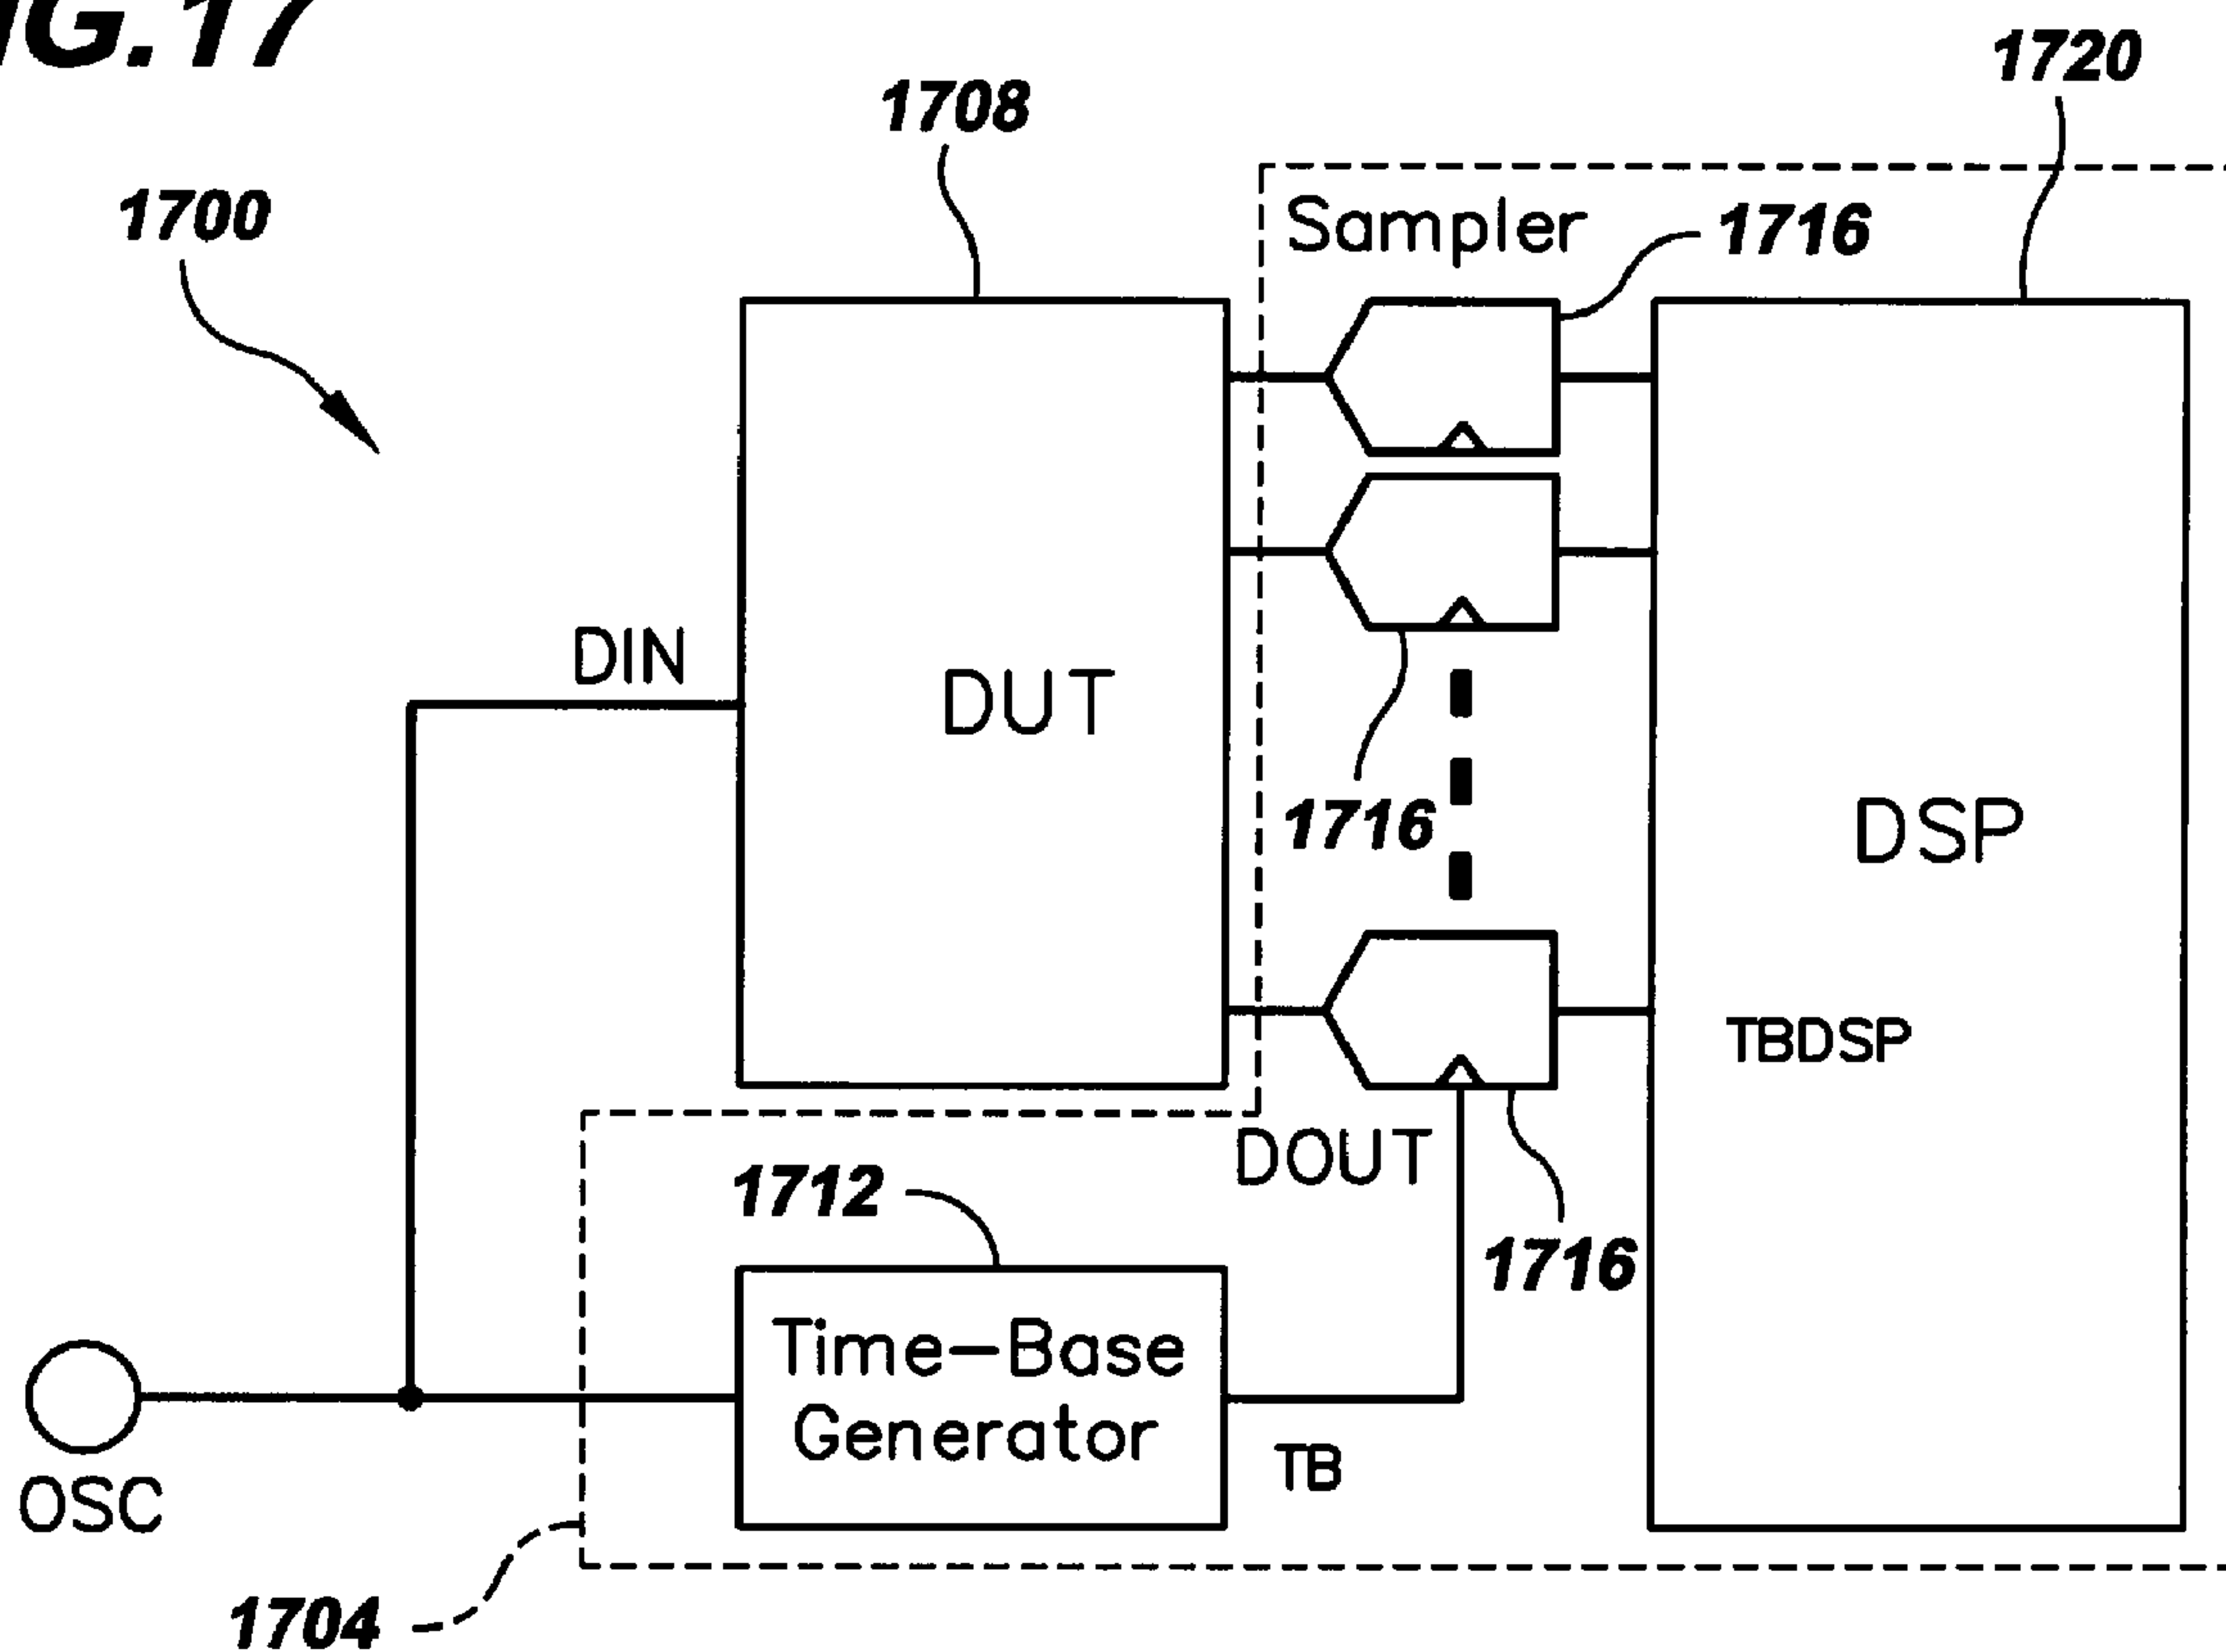 IG.17
1708
1720
1700
Sampler
1716
DIN
DUT
1716
DSP
TBDSP
DOUT
1712
1716
Time-Base
Generator
TB
OSC
1704